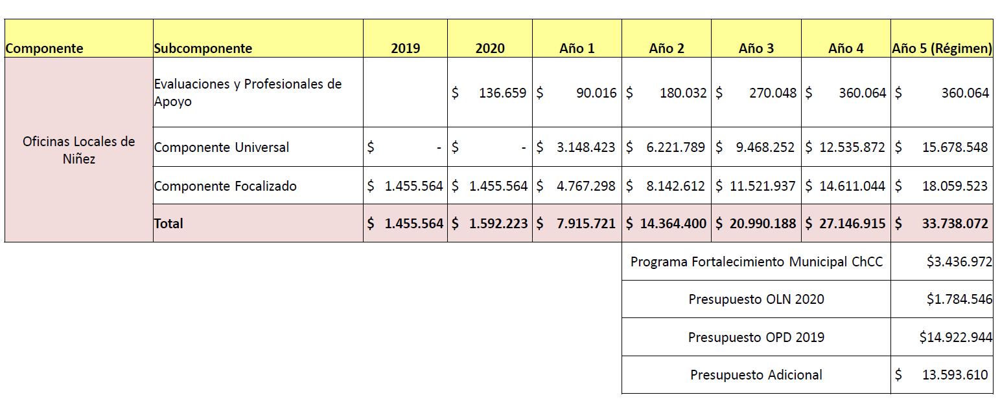 Componente Subcomponente 2019 2020 Año 1 Año 2 Año 3 Año 4 Año 5 (Régimen)
Oficinas Locales de
Niñez
Evaluaciones y Profesionales de
Apoyo
$ 136.659 $ 90.016 $ 180.032 $ 270.048 $ 360.064 $ 360.064
Componente Universal $ - $ - $ 3.148.423 $ 6.221.789 $ 9.468.252 $ 12.535.872 $ 15.678.548
Componente Focalizado $ 1.455.564 $ 1.455.564 $ 4.767.298 $ 8.142.612 $ 11.521.937 $ 14.611.044 $ 18.059.523
Total $ 1.455.564 $ 1.592.223 $ 7.915.721 $ 14.364.400 $ 20.990.188 $ 27.146.915 $ 33.738.072
Programa Fortalecimiento Municipal ChCC $3.436.972
Presupuesto OLN 2020 $1.784.546
Presupuesto OPD 2019 $14.922.944
Presupuesto Adicional $ 13.593.610